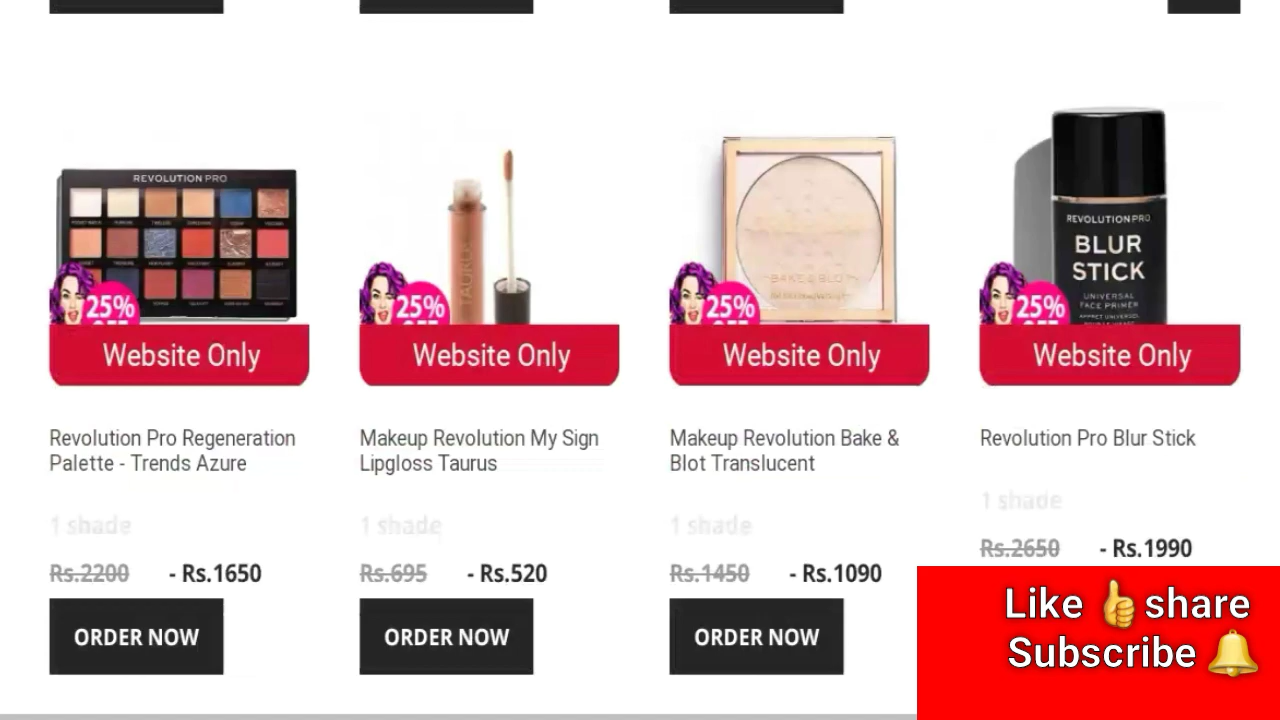 REVOLUTION PRO
25%
OFF
Website Only
Revolution Pro Regeneration
Palette - Trends Azure
1 shade
Rs.2200 - Rs.1650
ORDER NOW
25%
OFF
Website Only
Makeup Revolution My Sign
Lipgloss Taurus
1 shade
Rs.695 - Rs.520
ORDER NOW
BAKE & BLOT
25%
OFF
Website Only
Makeup Revolution Bake &
Blot Translucent
1 shade
Rs.1450 - Rs.1090
ORDER NOW
REVOLUTION PRO
BLUR
STICK
UNIVERSAL
FACE PRIMER
25%
OFF
Website Only
Revolution Pro Blur Stick
1 shade
Rs.2650 - Rs.1990
Like 👍 share
Subscribe 🔔